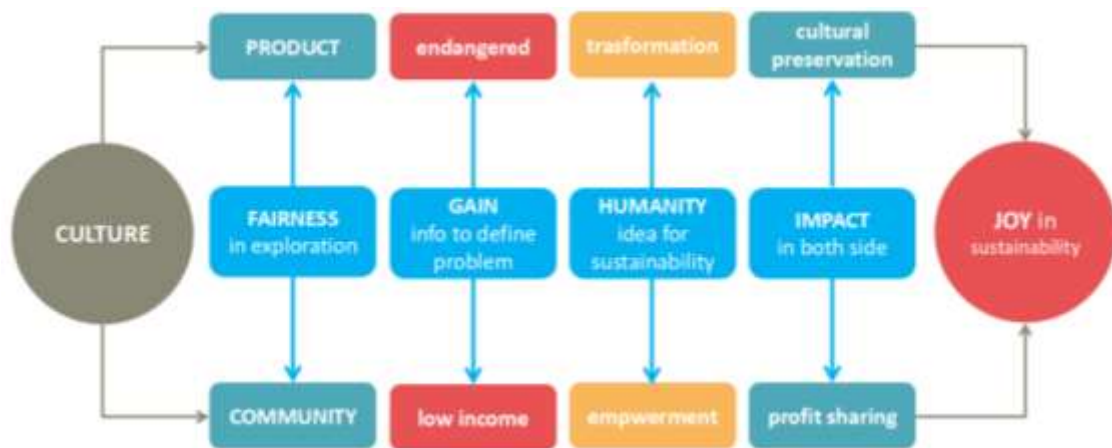 PRODUCT
endangered
trasformation
cultural
preservation
CULTURE
FAIRNESS
in exploration
GAIN
info to define
problem
HUMANITY
idea for
sustainability
IMPACT
in both side
JOY in
sustainability
COMMUNITY
low income
empwerment
profit sharing